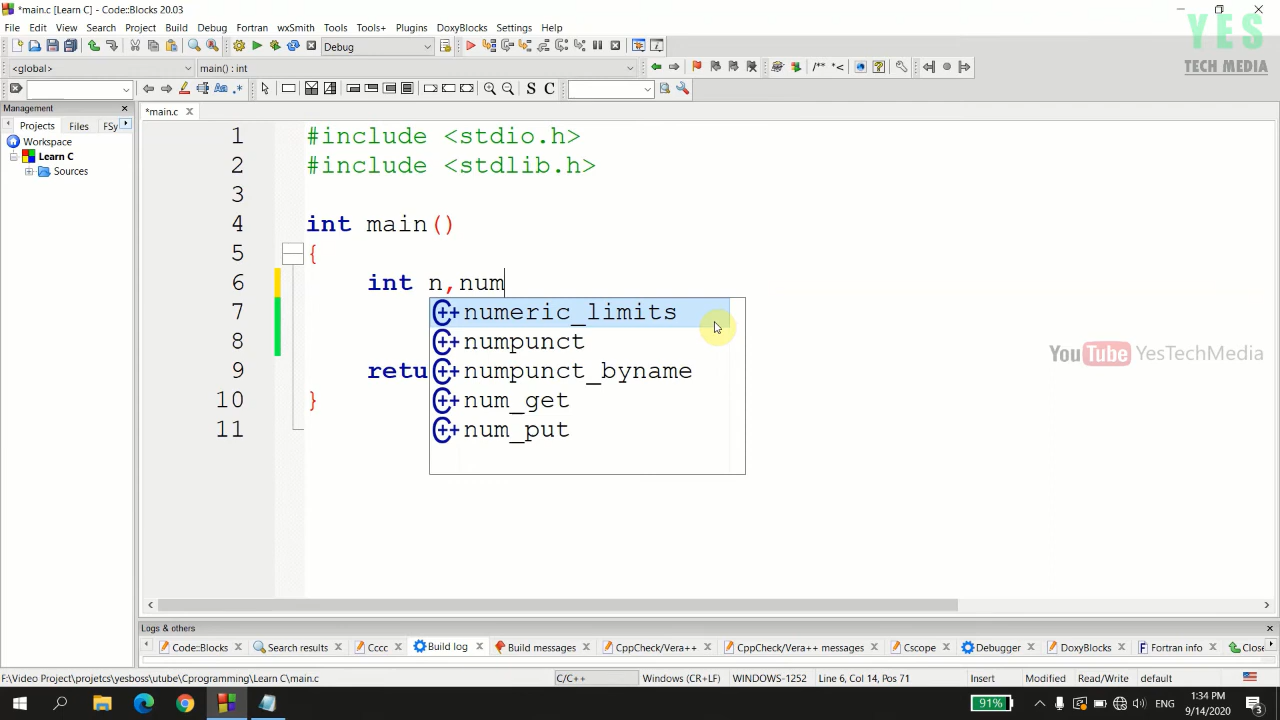 *main.c [Learn C] - Code::Blocks 20.03
File Edit View Search Project Build Debug Fortran wxSmith Tools Tools+ Plugins DoxyBlocks Settings Help
YES
TECH MEDIA
Debug
<global> main() : int /** *<
Aa .* S C
Management
*main.c
Projects Files FSy
Workspace
Learn C
Sources
1 #include <stdio.h>
2 #include <stdlib.h>
3
4 int main()
5 {
6 int n,num
7 numeric_limits
8 numpunct
9 retu numpunct_byname
10 } num_get
11 num_put
YouTube YesTechMedia
Logs & others
Code::Blocks Search results Cccc Build log Build messages CppCheck/Vera++ CppCheck/Vera++ messages Cscope Debugger DoxyBlocks Fortran info Close
F:\Video Project\projetcs\yesboss\utube\Cprogramming\Learn C\main.c C/C++ Windows (CR+LF) WINDOWS-1252 Line 6, Col 14, Pos 71 Insert Modified Read/Write default
91% ENG 1:34 PM 9/14/2020 3